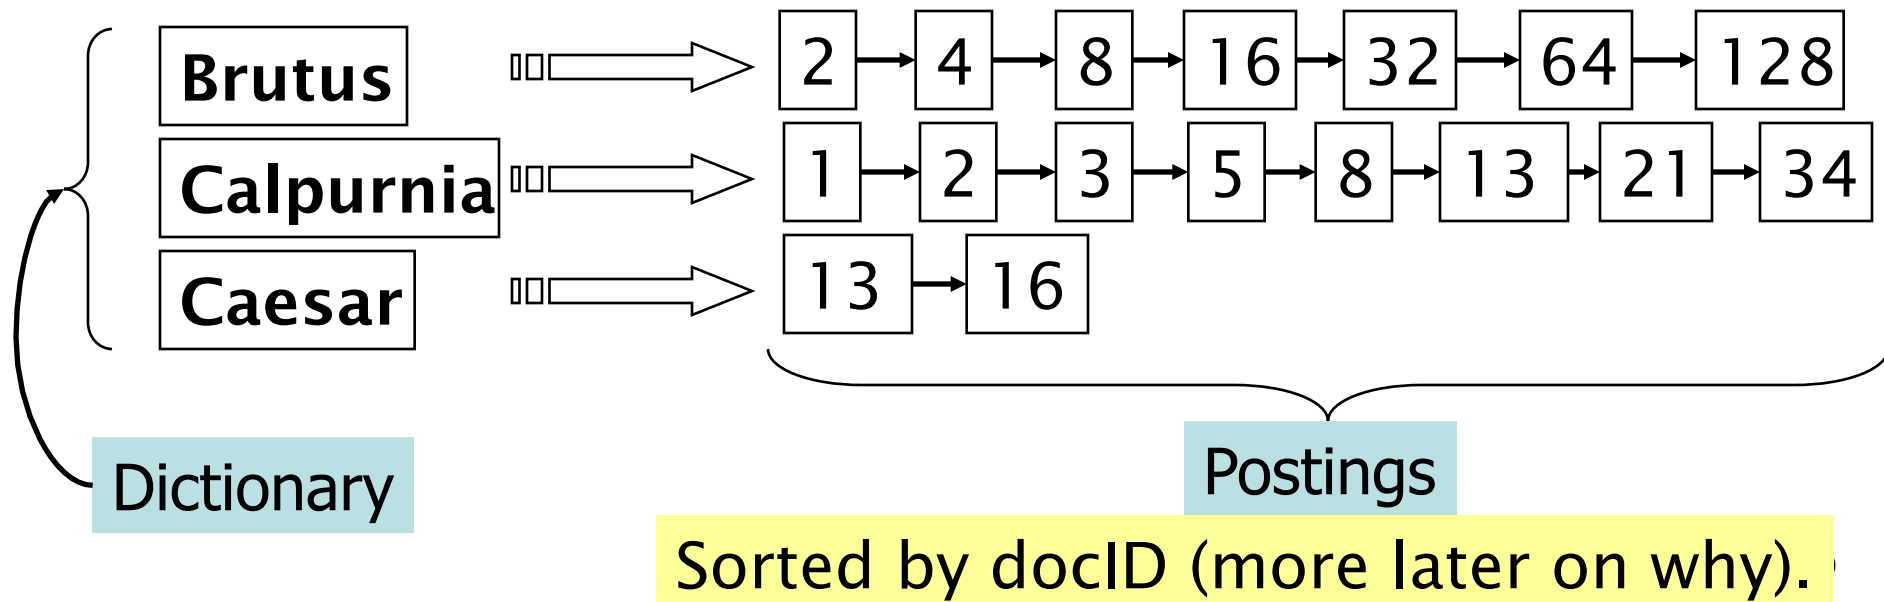 Brutus 2 4 8 16 32 64 128
Calpurnia 1 2 3 5 8 13 21 34
Caesar 13 16
Dictionary
Postings
Sorted by docID (more later on why).